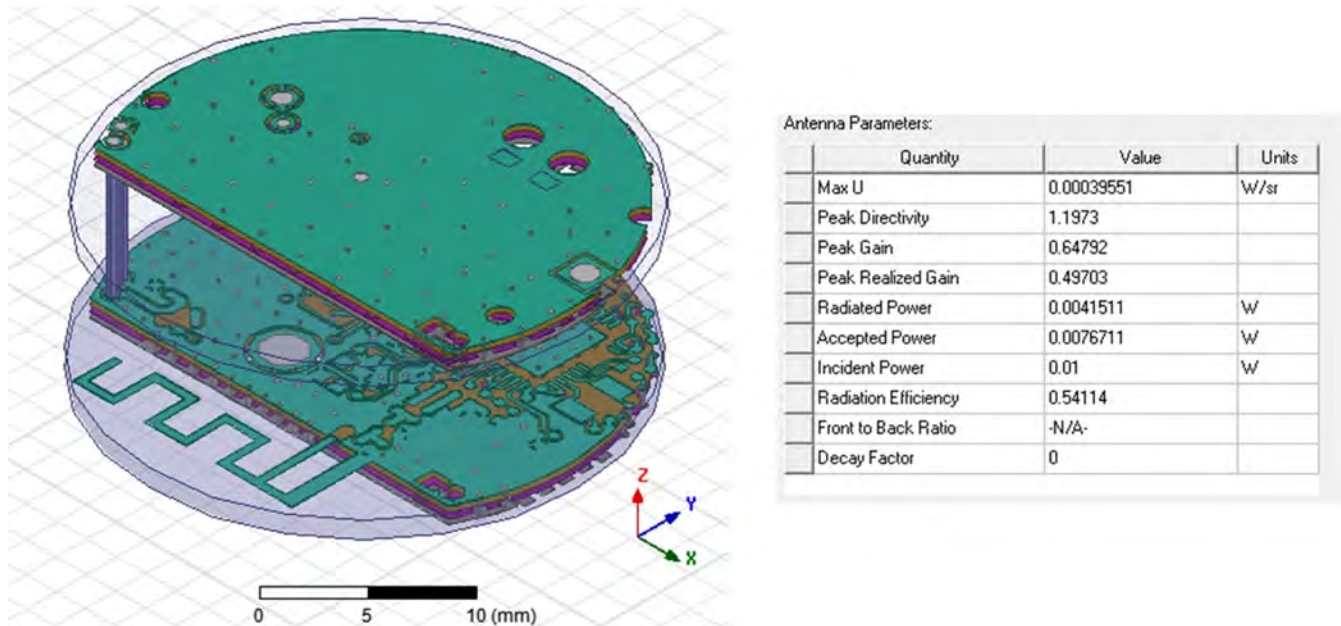 Z
Y
X
0 5 10 (mm)
Antenna Parameters:
Quantity Value Units
Max U 0.00039551 W/sr
Peak Directivity 1.1973
Peak Gain 0.64792
Peak Realized Gain 0.49703
Radiated Power 0.0041511 W
Accepted Power 0.0076711 W
Incident Power 0.01 W
Radiation Efficiency 0.54114
Front to Back Ratio -N/A-
Decay Factor 0